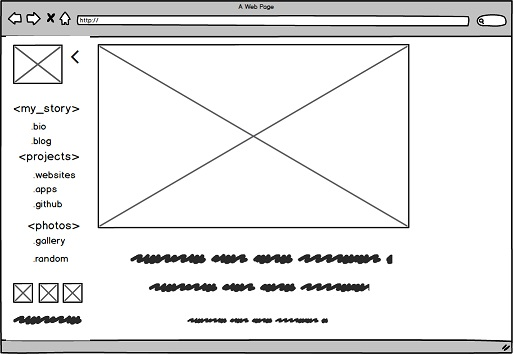 A Web Page
http://
<my_story>
.bio
.blog
<projects>
.websites
.apps
.github
<photos>
.gallery
.random